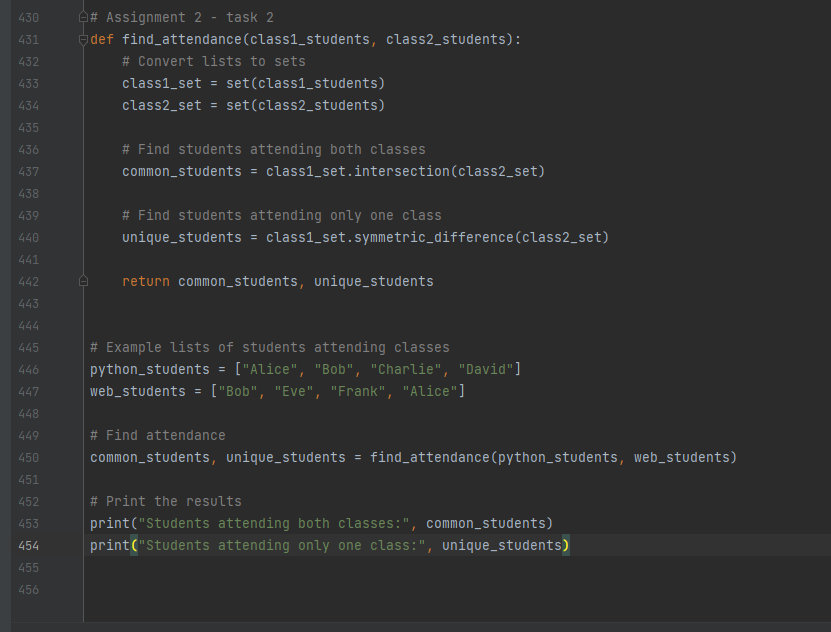 430 # Assignment 2 - task 2
431 def find_attendance(class1_students, class2_students):
432     # Convert lists to sets
433     class1_set = set(class1_students)
434     class2_set = set(class2_students)
435
436     # Find students attending both classes
437     common_students = class1_set.intersection(class2_set)
438
439     # Find students attending only one class
440     unique_students = class1_set.symmetric_difference(class2_set)
441
442     return common_students, unique_students
443
444
445 # Example lists of students attending classes
446 python_students = ["Alice", "Bob", "Charlie", "David"]
447 web_students = ["Bob", "Eve", "Frank", "Alice"]
448
449 # Find attendance
450 common_students, unique_students = find_attendance(python_students, web_students)
451
452 # Print the results
453 print("Students attending both classes:", common_students)
454 print("Students attending only one class:", unique_students)
455
456